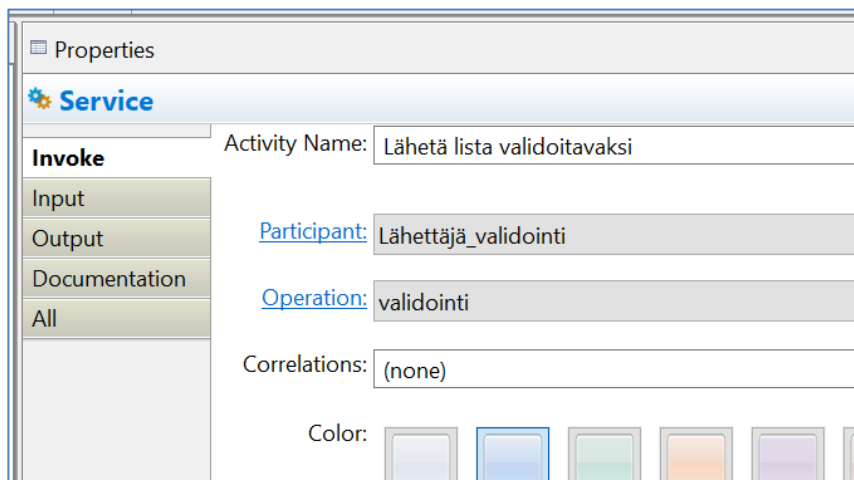 Properties
Service
Invoke
Input
Output
Documentation
All
Activity Name: Lähetä lista validoitavaksi
Participant: Lähettäjä_validointi
Operation: validointi
Correlations: (none)
Color: